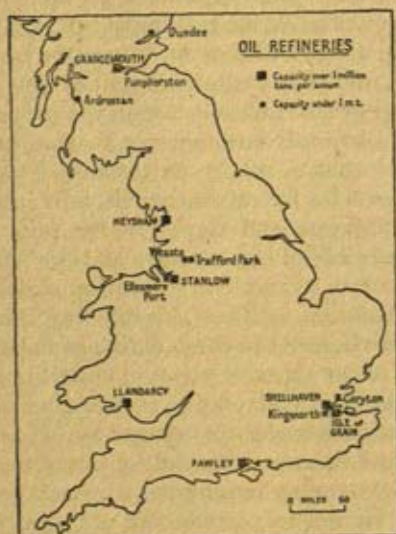 Dundee
OIL REFINERIES
GRANGEMOUTH
Capacity over 1 million
tons per annum
Pumpherston
Ardrossan
Capacity under 1 m.t.
HEYSHAM
Weaste
Trafford Park
Ellesmere
Port
STANLOW
LLANDARCY
SHELLHAVEN
Coryton
Kingsnorth
ISLE of
GRAIN
FAWLEY
0 MILES 50